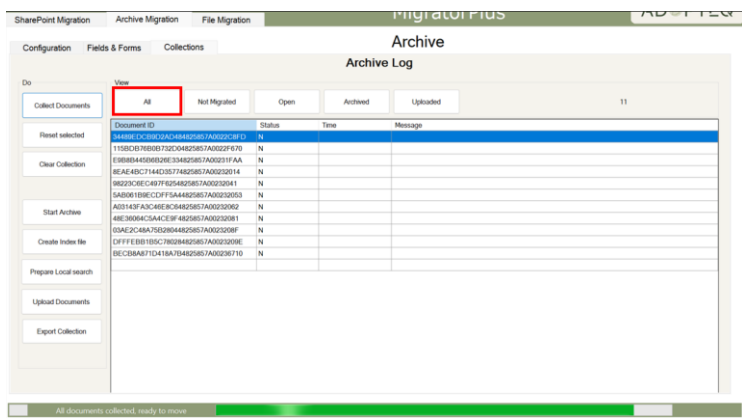 MigratorPlus
ADOPTEQ
SharePoint Migration Archive Migration File Migration
Configuration Fields & Forms Collections
Archive
Archive Log
Do
View
Collect Documents
All Not Migrated Open Archived Uploaded 11
Reset selected
Clear Collection
Start Archive
Create Index file
Prepare Local search
Upload Documents
Export Collection
Document ID Status Time Message
34489EDCB9D2AD484825857A0022C8FD N
115BDB76B0B732D04825857A0022F670 N
E9B8B445B6B26E334825857A00231FAA N
8EAE4BC7144D35774825857A00232014 N
98223C6EC497F6254825857A00232041 N
5AB061B9ECDFF5A44825857A00232053 N
A03143FA3C46E8C64825857A00232062 N
48E36064C5A4CE9F4825857A00232081 N
03AE2C48A75B28044825857A0023208F N
DFFFEBB1B5C780284825857A0023209E N
BECB8A871D418A7B4825857A00236710 N
All documents collected, ready to move